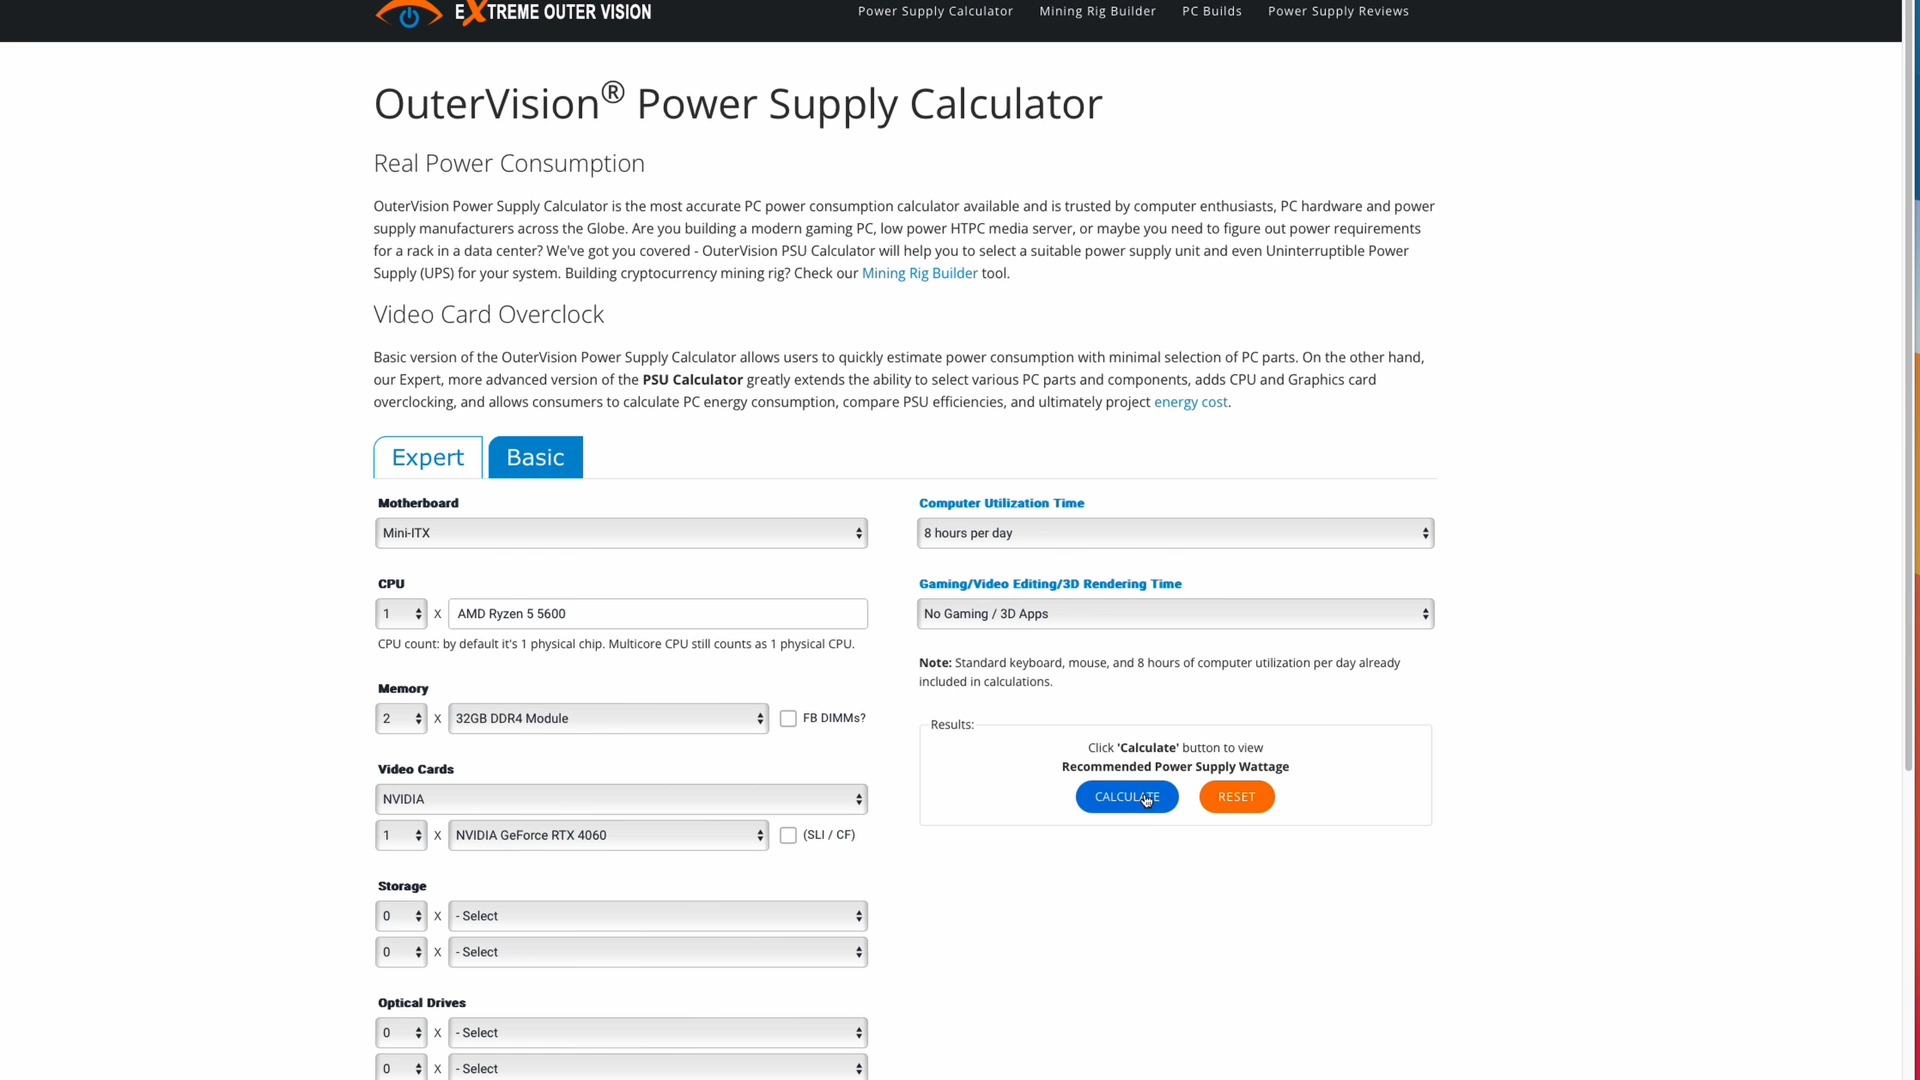 EXTREME OUTER VISION
Power Supply Calculator
Mining Rig Builder
PC Builds
Power Supply Reviews
OuterVision® Power Supply Calculator
Real Power Consumption
OuterVision Power Supply Calculator is the most accurate PC power consumption calculator available and is trusted by computer enthusiasts, PC hardware and power
supply manufacturers across the Globe. Are you building a modern gaming PC, low power HTPC media server, or maybe you need to figure out power requirements
for a rack in a data center? We've got you covered - OuterVision PSU Calculator will help you to select a suitable power supply unit and even Uninterruptible Power
Supply (UPS) for your system. Building cryptocurrency mining rig? Check our Mining Rig Builder tool.
Video Card Overclock
Basic version of the OuterVision Power Supply Calculator allows users to quickly estimate power consumption with minimal selection of PC parts. On the other hand,
our Expert, more advanced version of the PSU Calculator greatly extends the ability to select various PC parts and components, adds CPU and Graphics card
overclocking, and allows consumers to calculate PC energy consumption, compare PSU efficiencies, and ultimately project energy cost.
Expert
Basic
Motherboard
Mini-ITX
CPU
1 X AMD Ryzen 5 5600
CPU count: by default it's 1 physical chip. Multicore CPU still counts as 1 physical CPU.
Memory
2 X 32GB DDR4 Module FB DIMMs?
Video Cards
NVIDIA
1 X NVIDIA GeForce RTX 4060 (SLI / CF)
Storage
0 X - Select
0 X - Select
Optical Drives
0 X - Select
0 X - Select
Computer Utilization Time
8 hours per day
Gaming/Video Editing/3D Rendering Time
No Gaming / 3D Apps
Note: Standard keyboard, mouse, and 8 hours of computer utilization per day already
included in calculations.
Results:
Click 'Calculate' button to view
Recommended Power Supply Wattage
CALCULATE
RESET